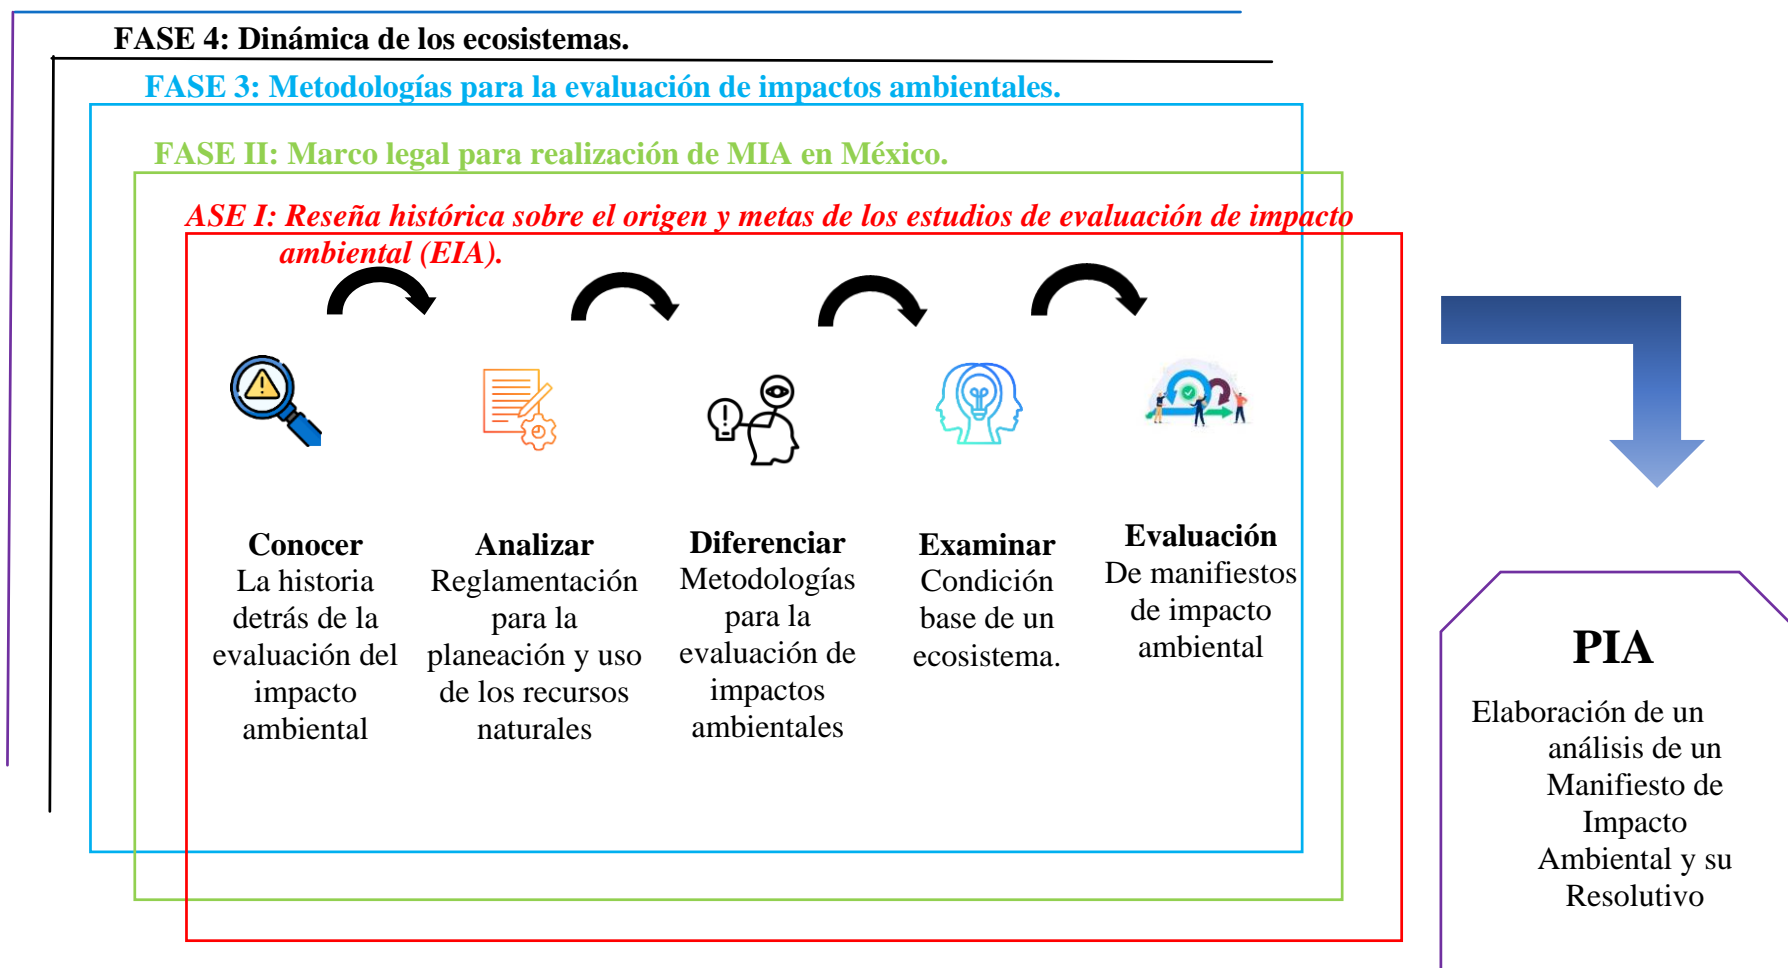 FASE 4: Dinámica de los ecosistemas.
FASE 3: Metodologías para la evaluación de impactos ambientales.
FASE II: Marco legal para realización de MIA en México.
ASE I: Reseña histórica sobre el origen y metas de los estudios de evaluación de impacto
ambiental (EIA).
Conocer
La historia
detrás de la
evaluación del
impacto
ambiental
Analizar
Reglamentación
para la
planeación y uso
de los recursos
naturales
Diferenciar
Metodologías
para la
evaluación de
impactos
ambientales
Examinar
Condición
base de un
ecosistema.
Evaluación
De manifiestos
de impacto
ambiental
PIA
Elaboración de un
análisis de un
Manifiesto de
Impacto
Ambiental y su
Resolutivo